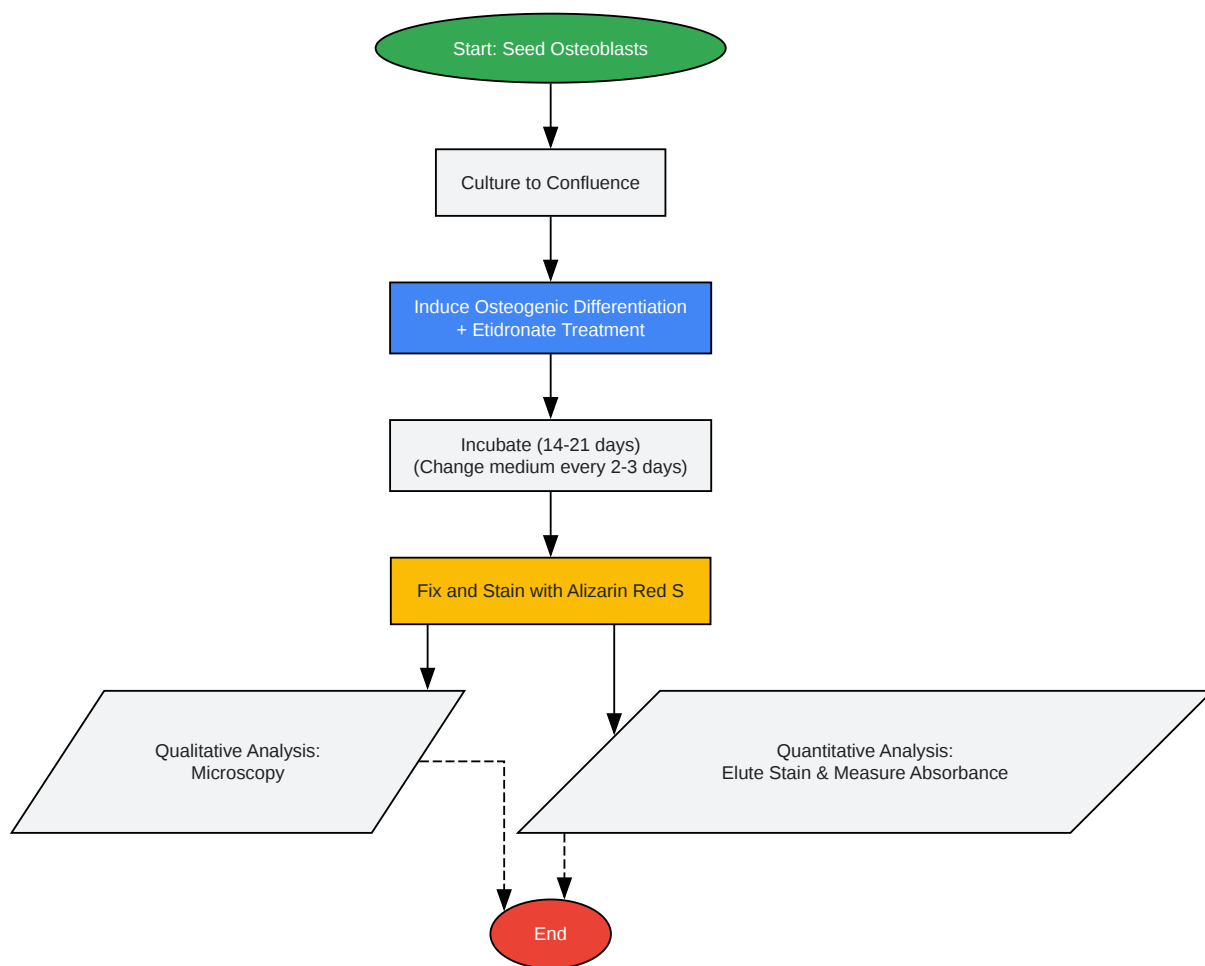 Start: Seed Osteoblasts
Culture to Confluence
Induce Osteogenic Differentiation
+ Etidronate Treatment
Incubate (14-21 days)
(Change medium every 2-3 days)
Fix and Stain with Alizarin Red S
Qualitative Analysis:
Microscopy
Quantitative Analysis:
Elute Stain & Measure Absorbance
End